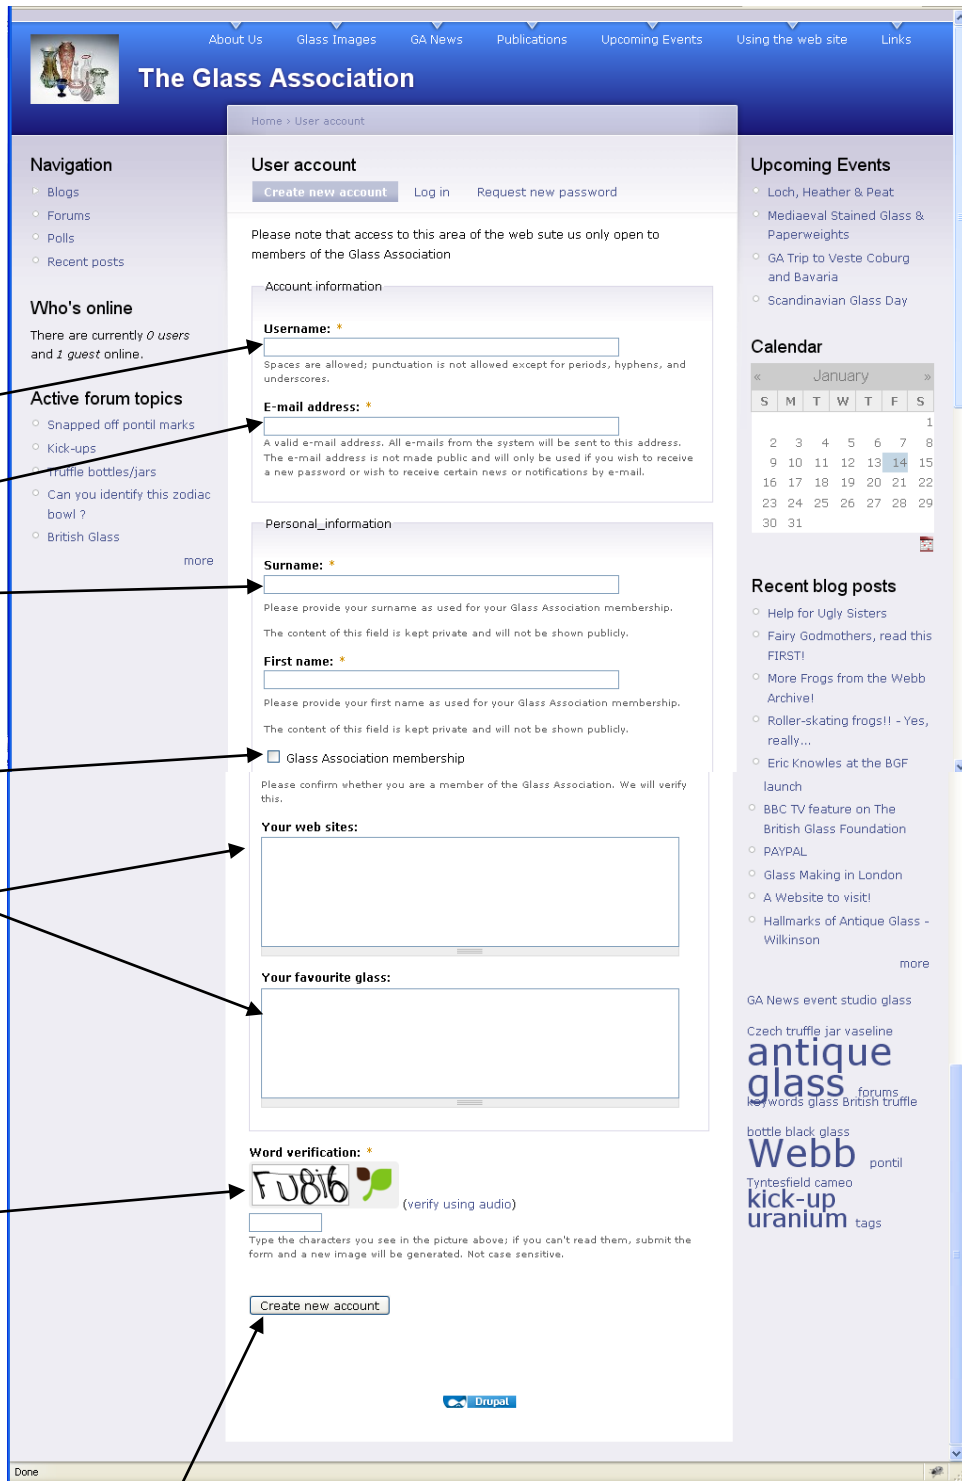 About Us Glass Images GA News Publications Upcoming Events Using the web site Links
The Glass Association
Home > User account
Navigation
Blogs
Forums
Polls
Recent posts
Who's online
There are currently 0 users
and 1 guest online.
Active forum topics
Snapped off pontil marks
Kick-ups
Truffle bottles/jars
Can you identify this zodiac
bowl ?
British Glass
more
User account
Create new account Log in Request new password
Please note that access to this area of the web sute us only open to
members of the Glass Association
Account information
Username: *
Spaces are allowed; punctuation is not allowed except for periods, hyphens, and
underscores.
E-mail address: *
A valid e-mail address. All e-mails from the system will be sent to this address.
The e-mail address is not made public and will only be used if you wish to receive
a new password or wish to receive certain news or notifications by e-mail.
Personal_information
Surname: *
Please provide your surname as used for your Glass Association membership.
The content of this field is kept private and will not be shown publicly.
First name: *
Please provide your first name as used for your Glass Association membership.
The content of this field is kept private and will not be shown publicly.
Glass Association membership
Please confirm whether you are a member of the Glass Association. We will verify
this.
Your web sites:
Your favourite glass:
Word verification: *
FU8i6
(verify using audio)
Type the characters you see in the picture above; if you can't read them, submit the
form and a new image will be generated. Not case sensitive.
Create new account
Drupal
Upcoming Events
Loch, Heather & Peat
Mediaeval Stained Glass &
Paperweights
GA Trip to Veste Coburg
and Bavaria
Scandinavian Glass Day
Calendar
« January »
S M T W T F S
1
2 3 4 5 6 7 8
9 10 11 12 13 14 15
16 17 18 19 20 21 22
23 24 25 26 27 28 29
30 31
Recent blog posts
Help for Ugly Sisters
Fairy Godmothers, read this
FIRST!
More Frogs from the Webb
Archive!
Roller-skating frogs!! - Yes,
really...
Eric Knowles at the BGF
launch
BBC TV feature on The
British Glass Foundation
PAYPAL
Glass Making in London
A Website to visit!
Hallmarks of Antique Glass -
Wilkinson
more
GA News event studio glass
Czech truffle jar vaseline
antique
glass forums
keywords glass British truffle
bottle black glass
Webb pontil
Tyntesfield cameo
kick-up
uranium tags
Done